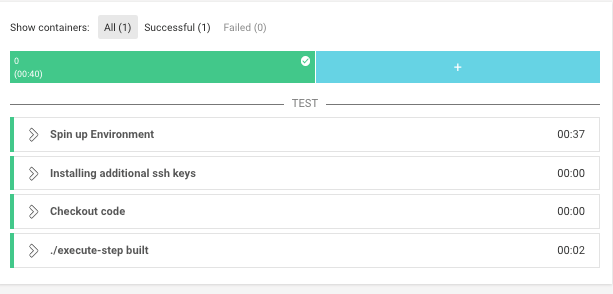 Show containers: All (1) Successful (1) Failed (0)
0
(00:40) +
TEST
Spin up Environment 00:37
Installing additional ssh keys 00:00
Checkout code 00:00
./execute-step built 00:02